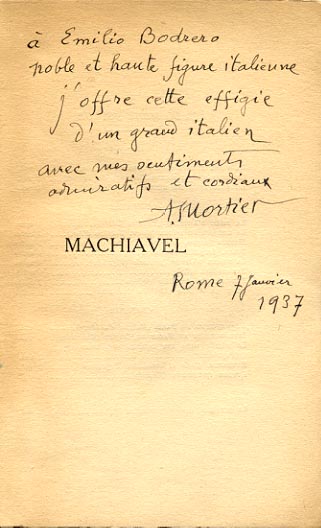 à Emilio Bodrero
noble et haute figure italienne
j'offre cette effigie
d'un grand italien
avec mes sentiments
admiratifs et cordiaux
A. Mortier
MACHIAVEL
Rome 7 Janvier
1937